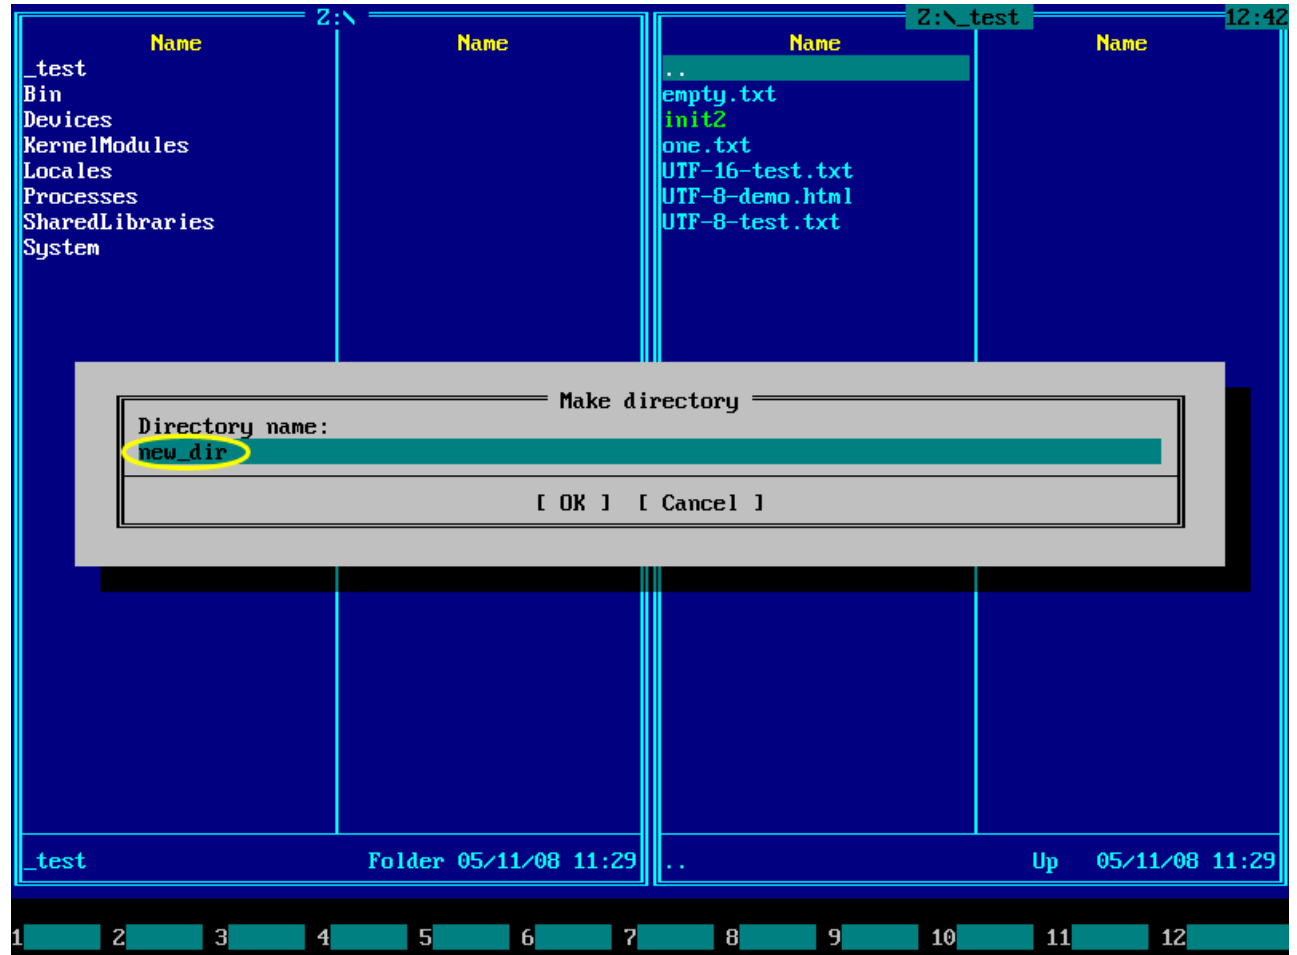 Z:\
Name Name
_test
Bin
Devices
KernelModules
Locales
Processes
SharedLibraries
System
_test Folder 05/11/08 11:29
Z:\_test 12:42
Name Name
..
empty.txt
init2
one.txt
UTF-16-test.txt
UTF-8-demo.html
UTF-8-test.txt
.. Up 05/11/08 11:29
Make directory
Directory name:
new_dir
[ OK ] [ Cancel ]
1 2 3 4 5 6 7 8 9 10 11 12